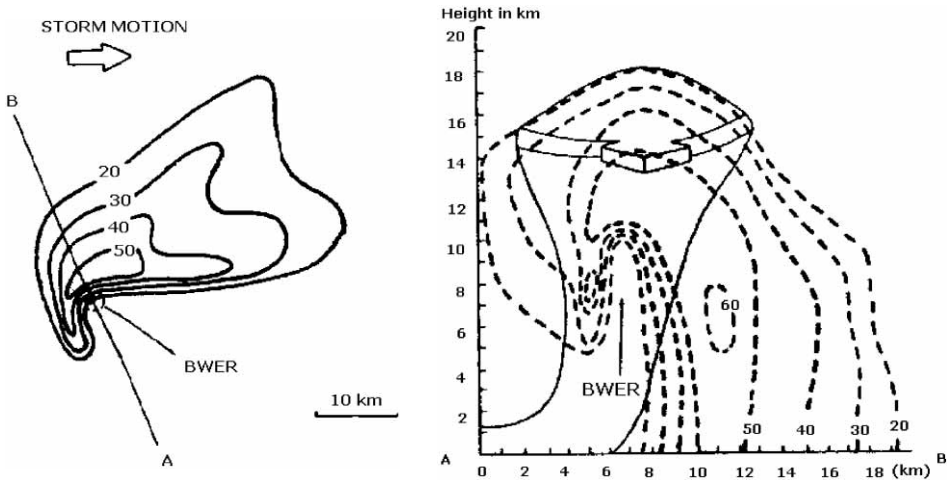 STORM MOTION
B
20
30
40
50
BWER
10 km
A
Height in km
20
18
16
14
12
10
8
6
4
2
60
BWER
50 40 30 20
A 0 2 4 6 8 10 12 14 16 18 (km) B